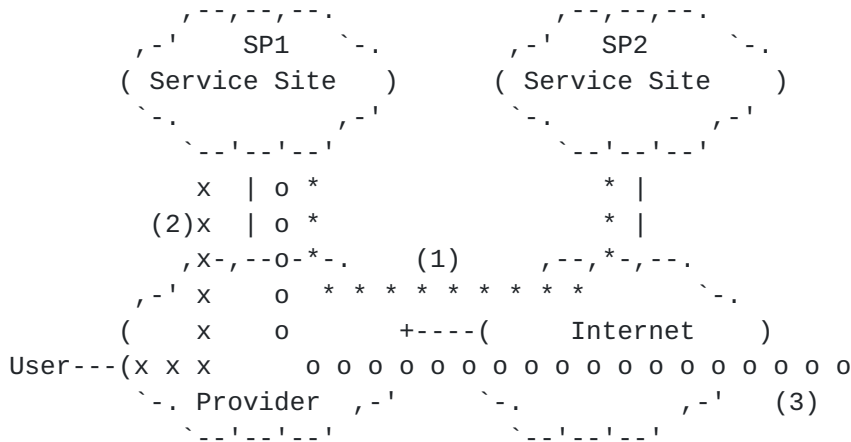 ,--,--,--.              ,--,--,--.
           ,-'    SP1   `-.        ,-'   SP2     `-.
          ( Service Site   )      ( Service Site    )
           `-.          ,-'        `-.          ,-'
              `--'--'--'              `--'--'--'
               x  | o *                  * |
            (2)x  | o *                  * |
              ,x-,--o-*-.    (1)     ,--,*-,--.
           ,-' x    o  * * * * * * * * *       `-.
          (    x    o       +----(     Internet    )
   User---(x x x      o o o o o o o o o o o o o o o o o o
           `-. Provider  ,-'     `-.          ,-'   (3)
              `--'--'--'            `--'--'--'